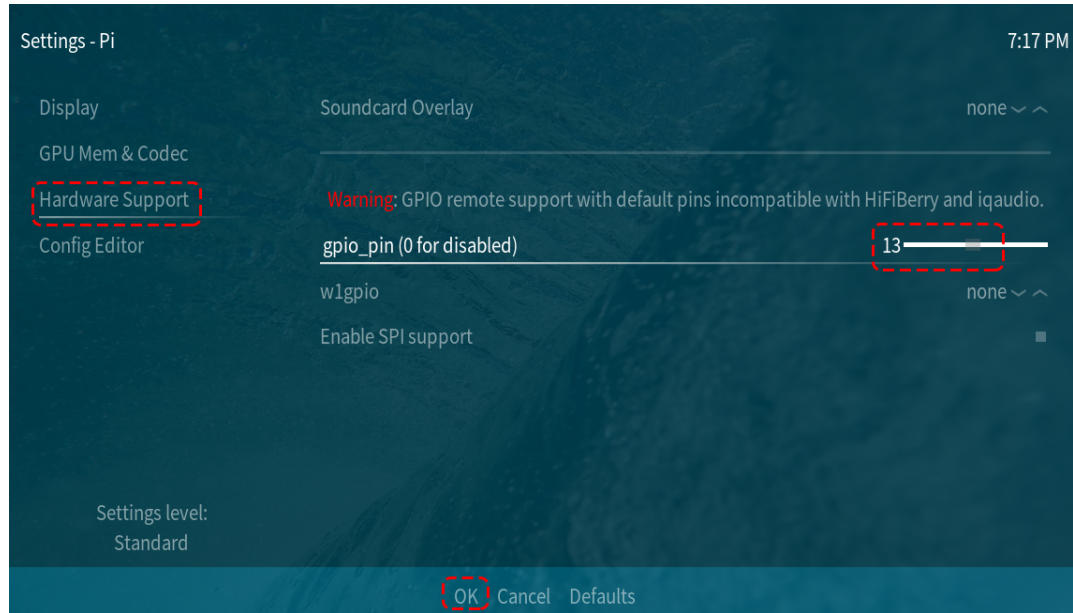 Settings - Pi
7:17 PM
Display
GPU Mem & Codec
Hardware Support
Config Editor
Soundcard Overlay none
Warning: GPIO remote support with default pins incompatible with HiFiBerry and iqaudio.
gpio_pin (0 for disabled) 13
w1gpio none
Enable SPI support
Settings level:
Standard
OK Cancel Defaults